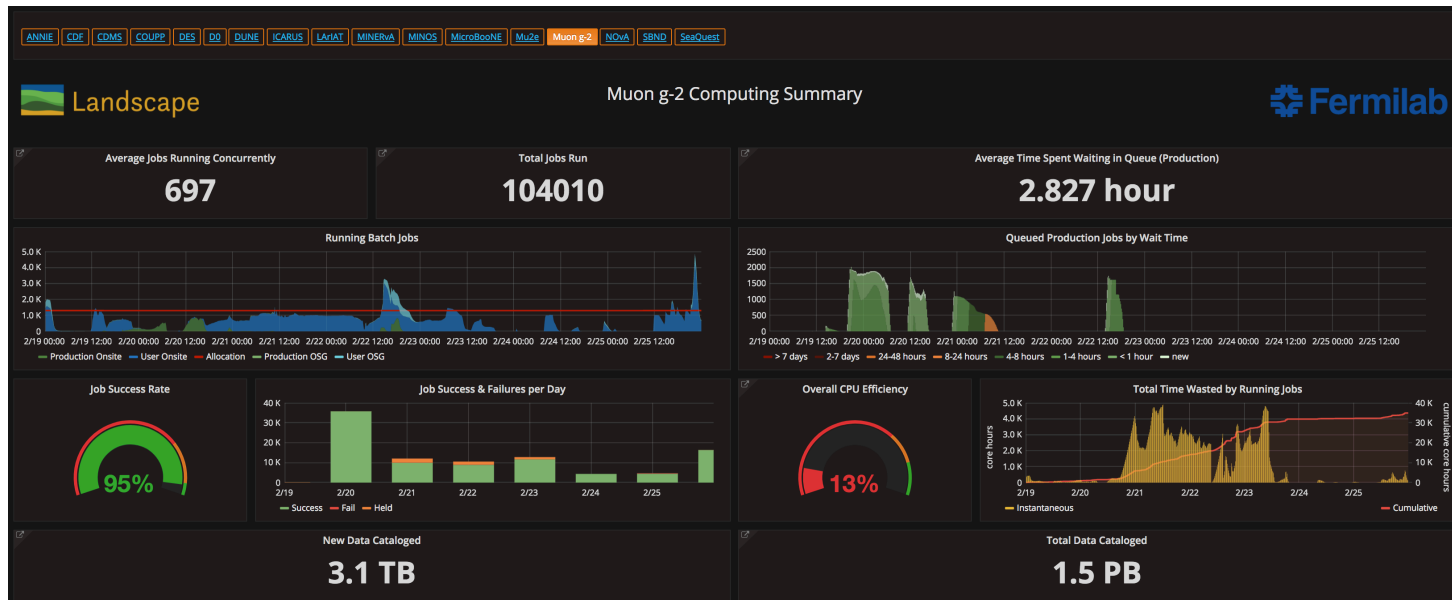 ANNIE CDF CDMS COUPP DES D0 DUNE ICARUS LArIAT MINERvA MINOS MicroBooNE Mu2e Muon g-2 NOvA SBND SeaQuest
Landscape
Muon g-2 Computing Summary
Fermilab
Average Jobs Running Concurrently
697
Total Jobs Run
104010
Average Time Spent Waiting in Queue (Production)
2.827 hour
Running Batch Jobs
5.0 K
4.0 K
3.0 K
2.0 K
1.0 K
0
2/19 00:00 2/19 12:00 2/20 00:00 2/20 12:00 2/21 00:00 2/21 12:00 2/22 00:00 2/22 12:00 2/23 00:00 2/23 12:00 2/24 00:00 2/24 12:00 2/25 00:00 2/25 12:00
Production Onsite User Onsite Allocation Production OSG User OSG
Queued Production Jobs by Wait Time
2500
2000
1500
1000
500
0
2/19 00:00 2/19 12:00 2/20 00:00 2/20 12:00 2/21 00:00 2/21 12:00 2/22 00:00 2/22 12:00 2/23 00:00 2/23 12:00 2/24 00:00 2/24 12:00 2/25 00:00 2/25 12:00
> 7 days 2-7 days 24-48 hours 8-24 hours 4-8 hours 1-4 hours < 1 hour new
Job Success Rate
95%
Job Success & Failures per Day
40 K
30 K
20 K
10 K
0
2/19 2/20 2/21 2/22 2/23 2/24 2/25
Success Fail Held
Overall CPU Efficiency
13%
Total Time Wasted by Running Jobs
core hours
5.0 K
4.0 K
3.0 K
2.0 K
1.0 K
0
40 K
30 K
20 K
10 K
0
cumulative core hours
2/19 2/20 2/21 2/22 2/23 2/24 2/25
Instantaneous Cumulative
New Data Cataloged
3.1 TB
Total Data Cataloged
1.5 PB